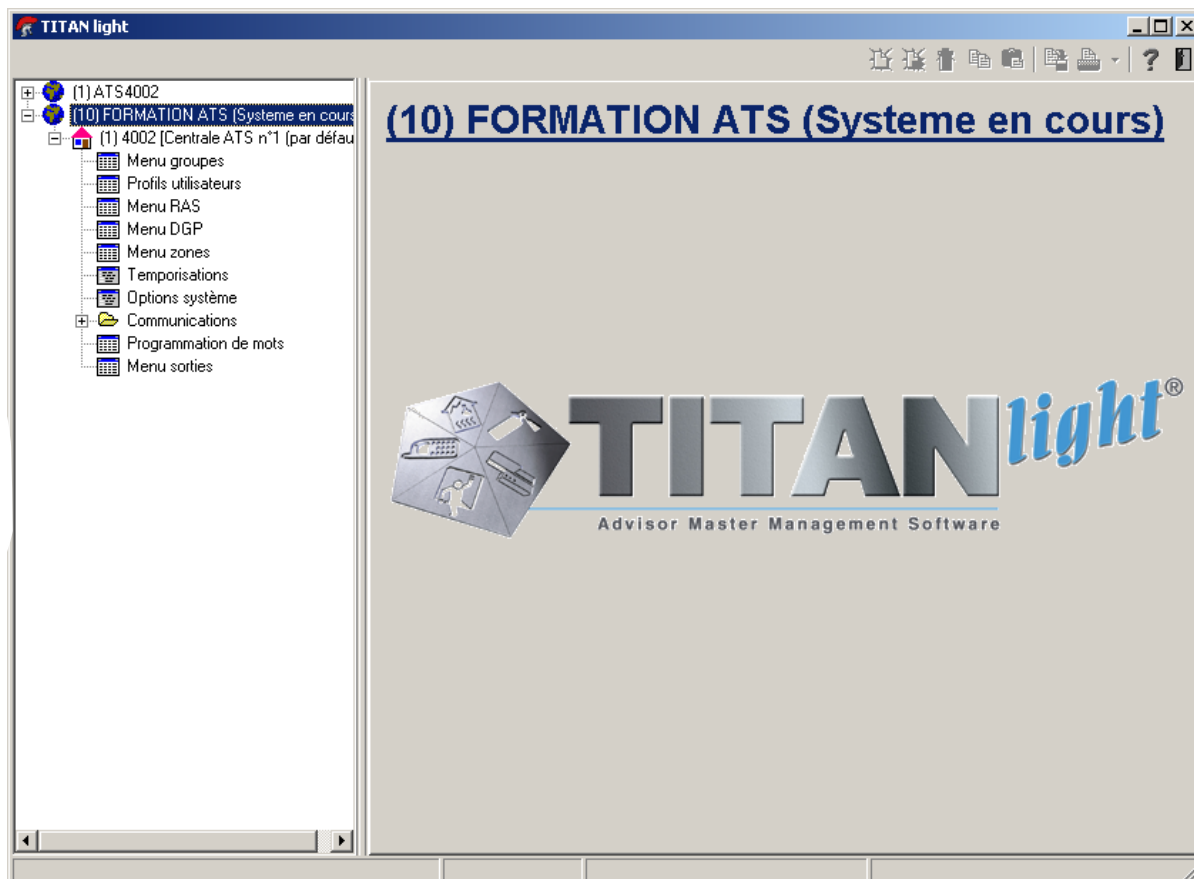 TITAN light
(1) ATS4002
(10) FORMATION ATS (Systeme en cours
(1) 4002 [Centrale ATS n°1 (par défau
Menu groupes
Profils utilisateurs
Menu RAS
Menu DGP
Menu zones
Temporisations
Options système
Communications
Programmation de mots
Menu sorties
(10) FORMATION ATS (Systeme en cours)
TITAN light®
Advisor Master Management Software